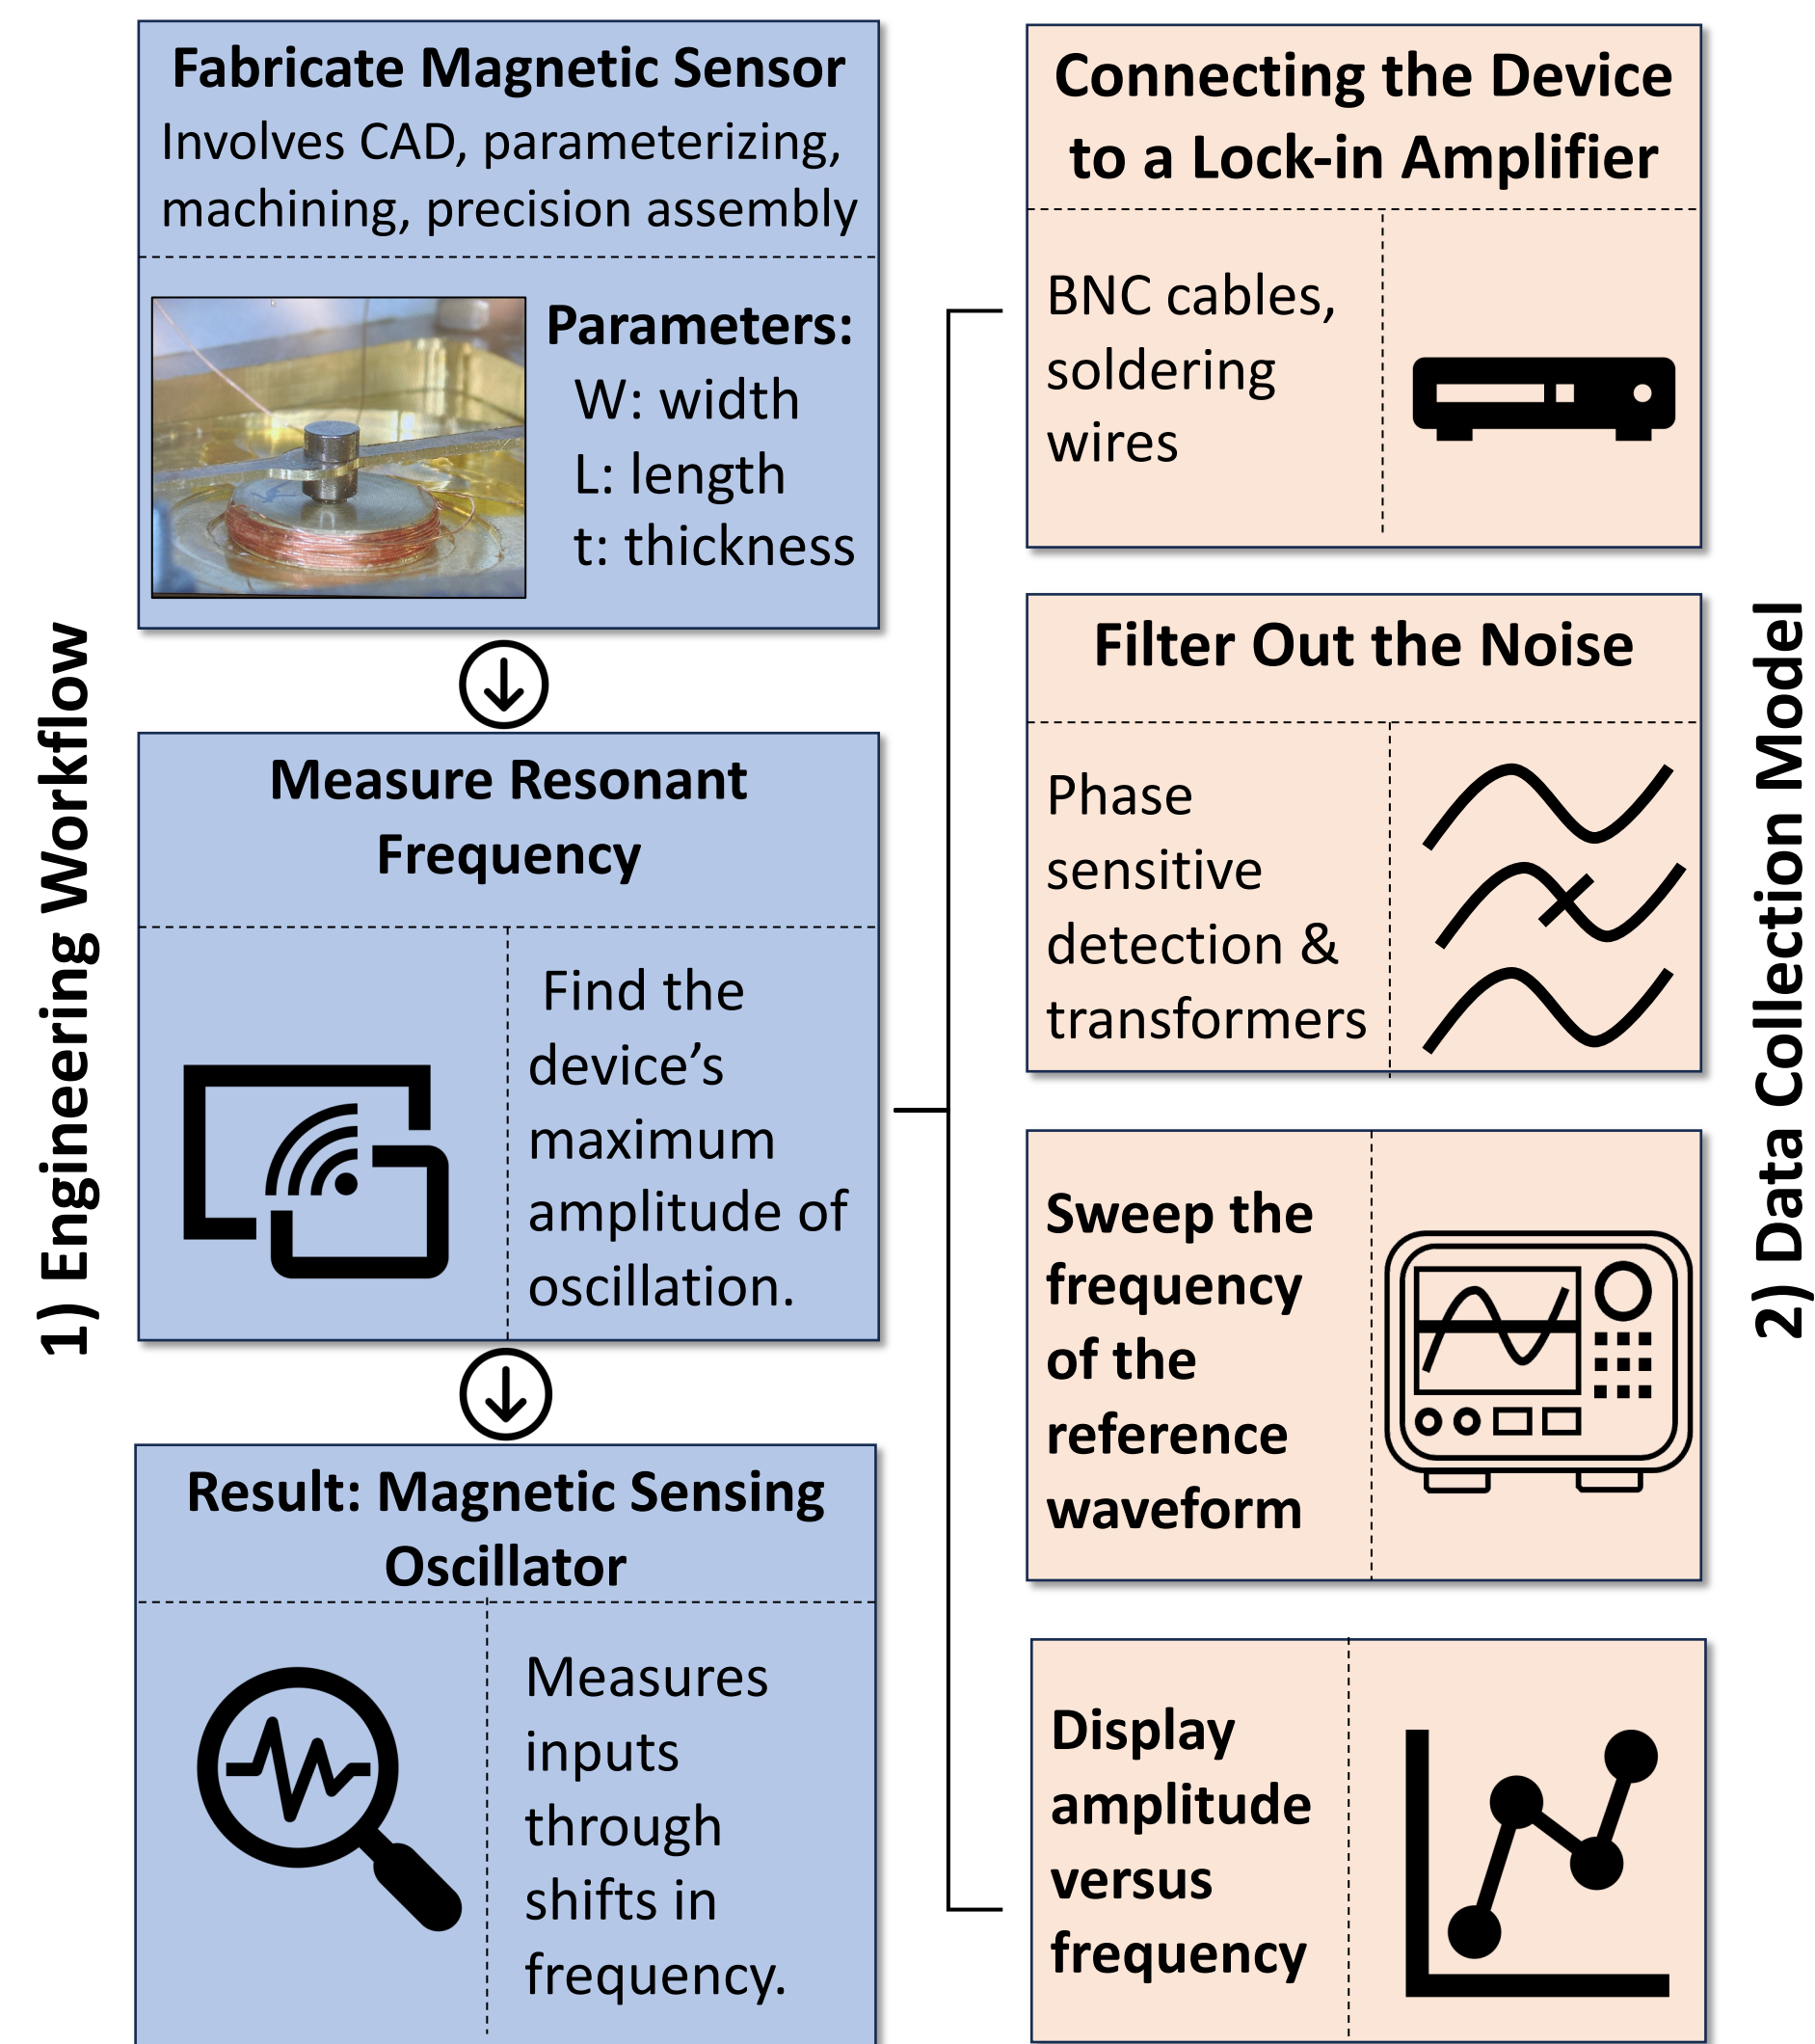 1) Engineering Workflow
Fabricate Magnetic Sensor
Involves CAD, parameterizing,
machining, precision assembly
Parameters:
W: width
L: length
t: thickness
Measure Resonant
Frequency
Find the
device’s
maximum
amplitude of
oscillation.
Result: Magnetic Sensing
Oscillator
Measures
inputs
through
shifts in
frequency.
2) Data Collection Model
Connecting the Device
to a Lock-in Amplifier
BNC cables,
soldering
wires
Filter Out the Noise
Phase
sensitive
detection &
transformers
Sweep the
frequency
of the
reference
waveform
Display
amplitude
versus
frequency